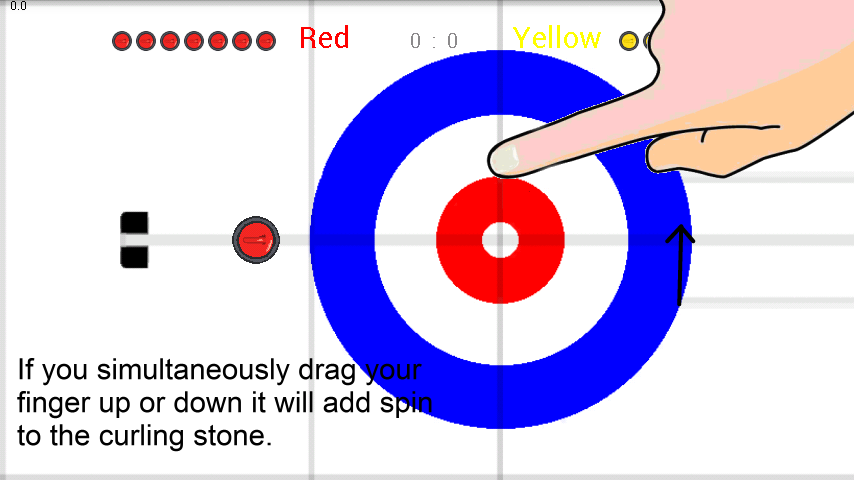 0.0
Red 0 : 0 Yellow
If you simultaneously drag your
finger up or down it will add spin
to the curling stone.